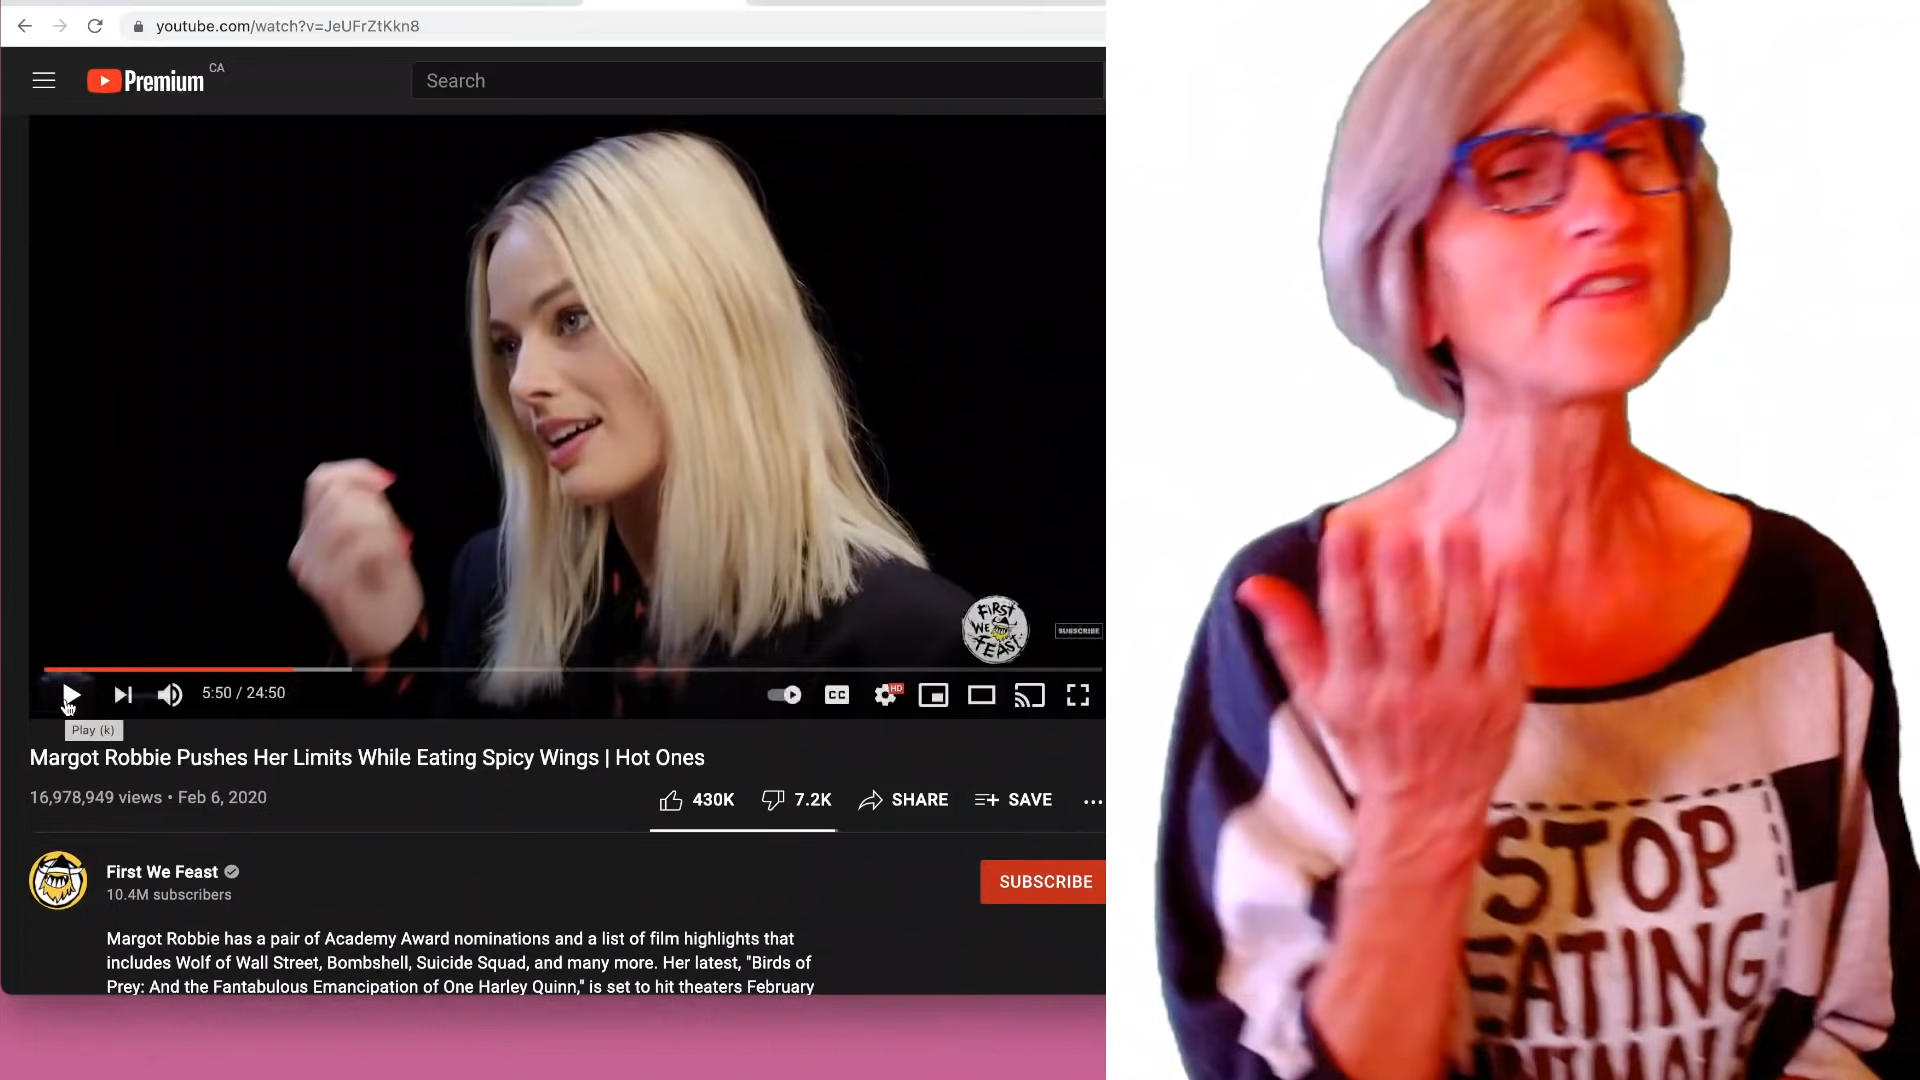 youtube.com/watch?v=JeUFrZtKkn8
Premium CA
Search
FIRST
WE
FEAST
SUBSCRIBE
5:50 / 24:50
CC
HD
Play (k)
Margot Robbie Pushes Her Limits While Eating Spicy Wings | Hot Ones
16,978,949 views • Feb 6, 2020
430K 7.2K SHARE SAVE ...
First We Feast
10.4M subscribers
SUBSCRIBE
Margot Robbie has a pair of Academy Award nominations and a list of film highlights that
includes Wolf of Wall Street, Bombshell, Suicide Squad, and many more. Her latest, "Birds of
Prey: And the Fantabulous Emancipation of One Harley Quinn," is set to hit theaters February
STOP
EATING
ANIMALS